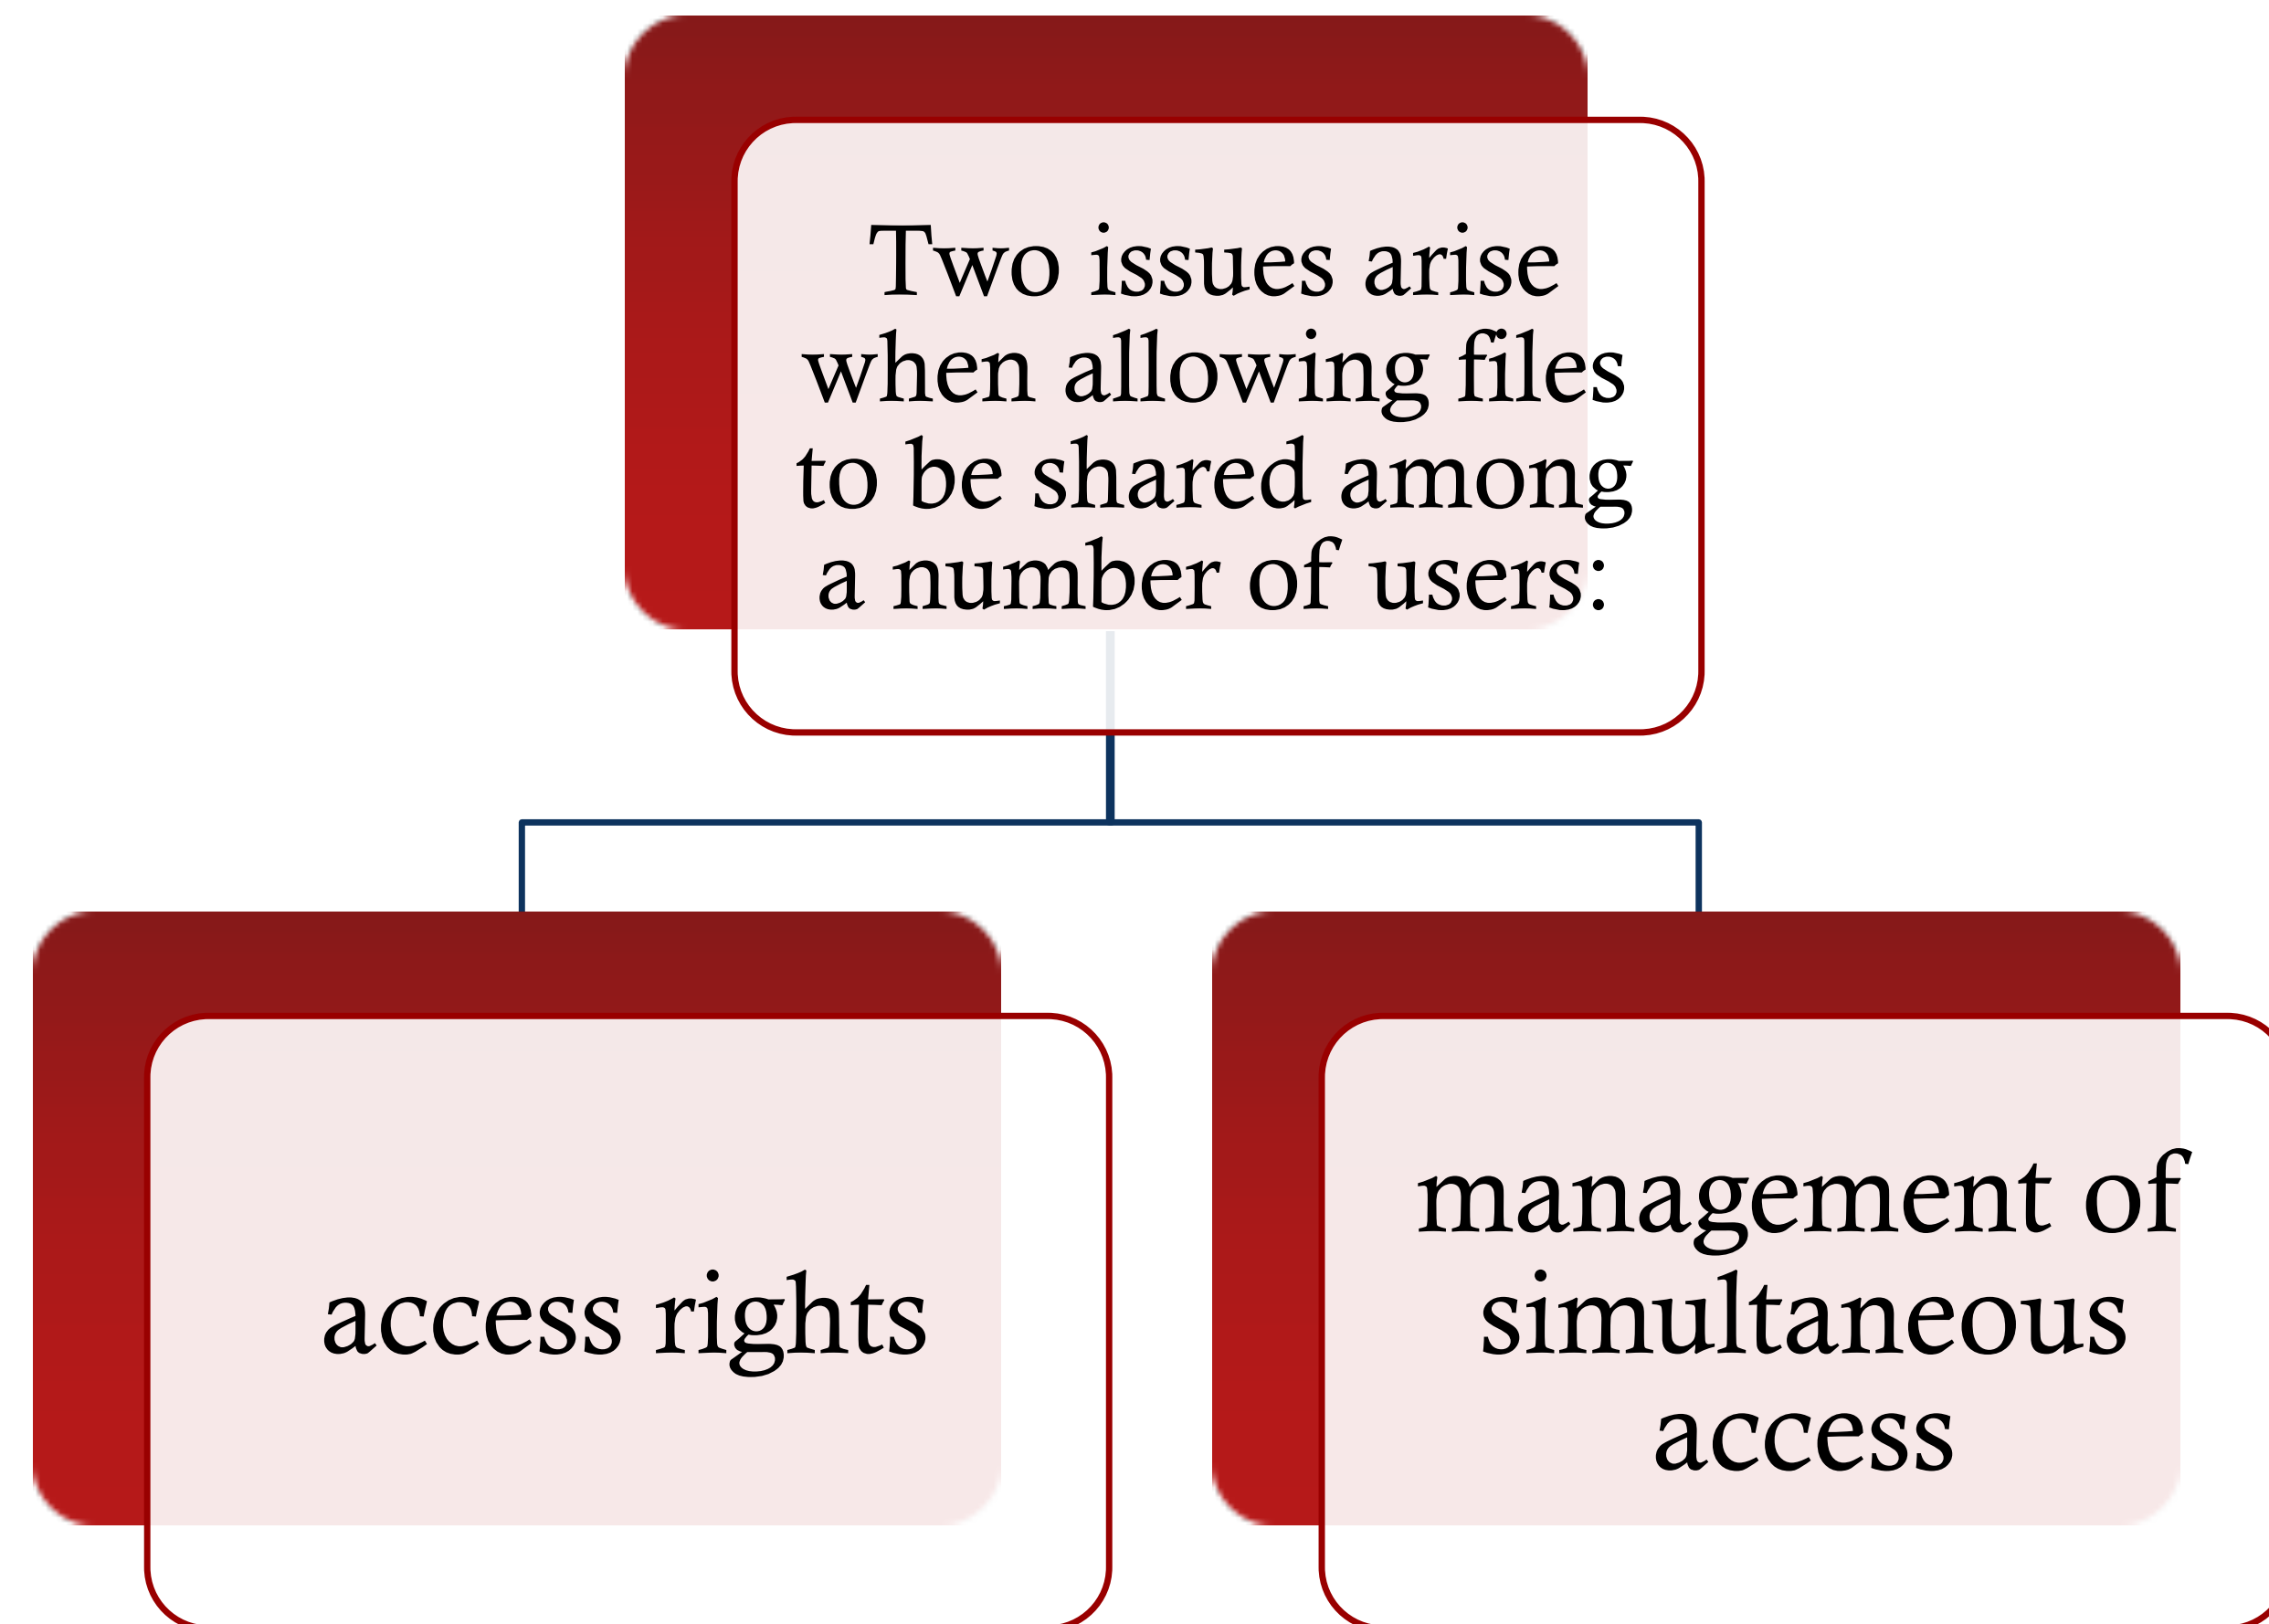 Two issues arise
when allowing files
to be shared among
a number of users:
access rights
management of
simultaneous
access